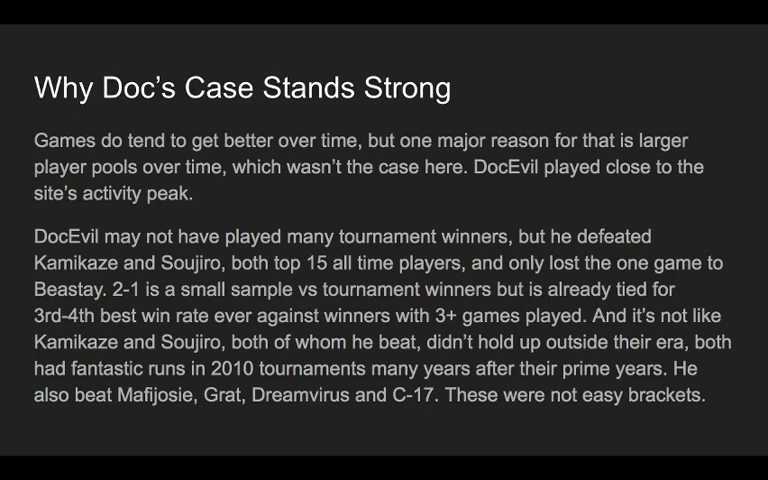 Why Doc’s Case Stands Strong
Games do tend to get better over time, but one major reason for that is larger
player pools over time, which wasn’t the case here. DocEvil played close to the
site’s activity peak.
DocEvil may not have played many tournament winners, but he defeated
Kamikaze and Soujiro, both top 15 all time players, and only lost the one game to
Beastay. 2-1 is a small sample vs tournament winners but is already tied for
3rd-4th best win rate ever against winners with 3+ games played. And it’s not like
Kamikaze and Soujiro, both of whom he beat, didn’t hold up outside their era, both
had fantastic runs in 2010 tournaments many years after their prime years. He
also beat Mafijosie, Grat, Dreamvirus and C-17. These were not easy brackets.